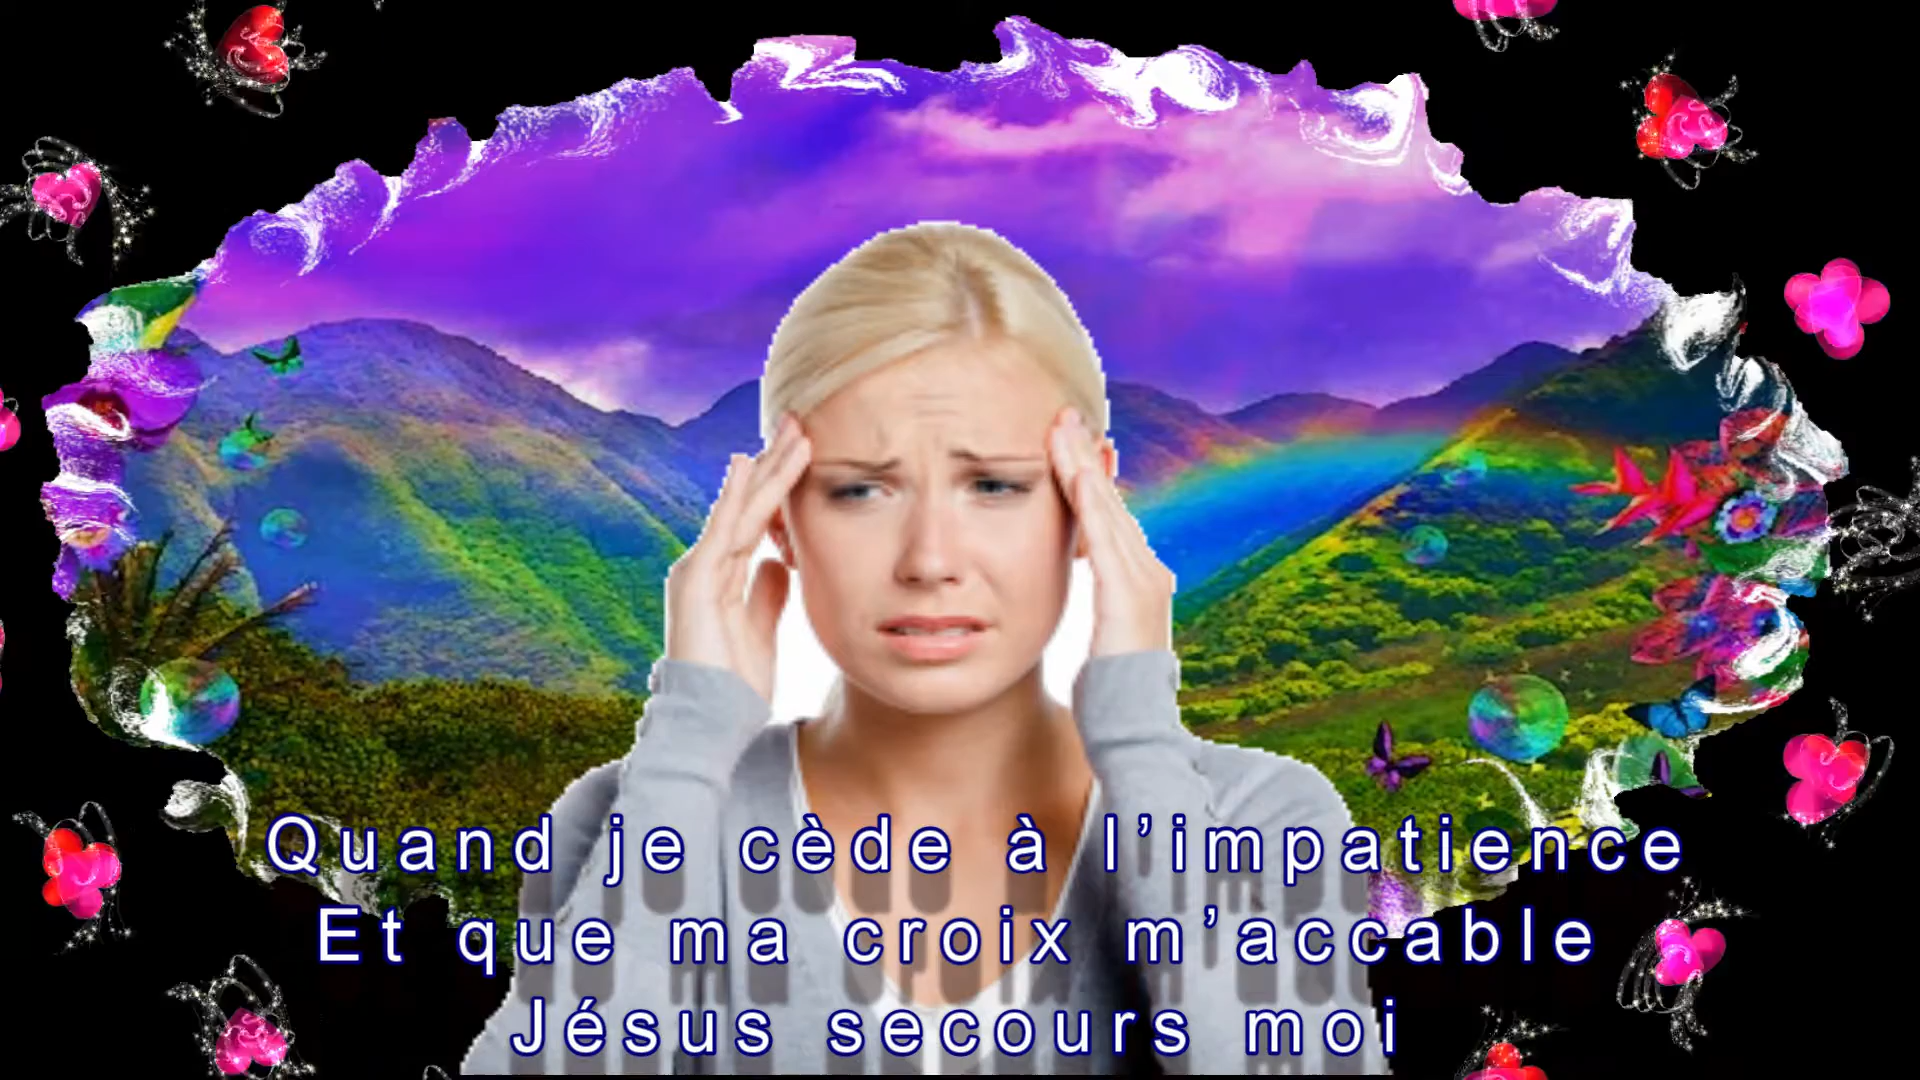 Quand je cède à l’impatience
Et que ma croix m’accable
Jésus secours moi